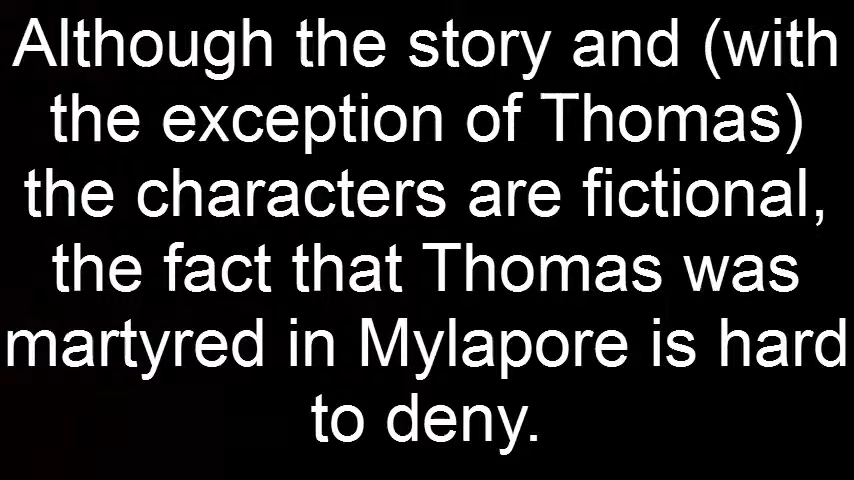 Although the story and (with
the exception of Thomas)
the characters are fictional,
the fact that Thomas was
martyred in Mylapore is hard
to deny.